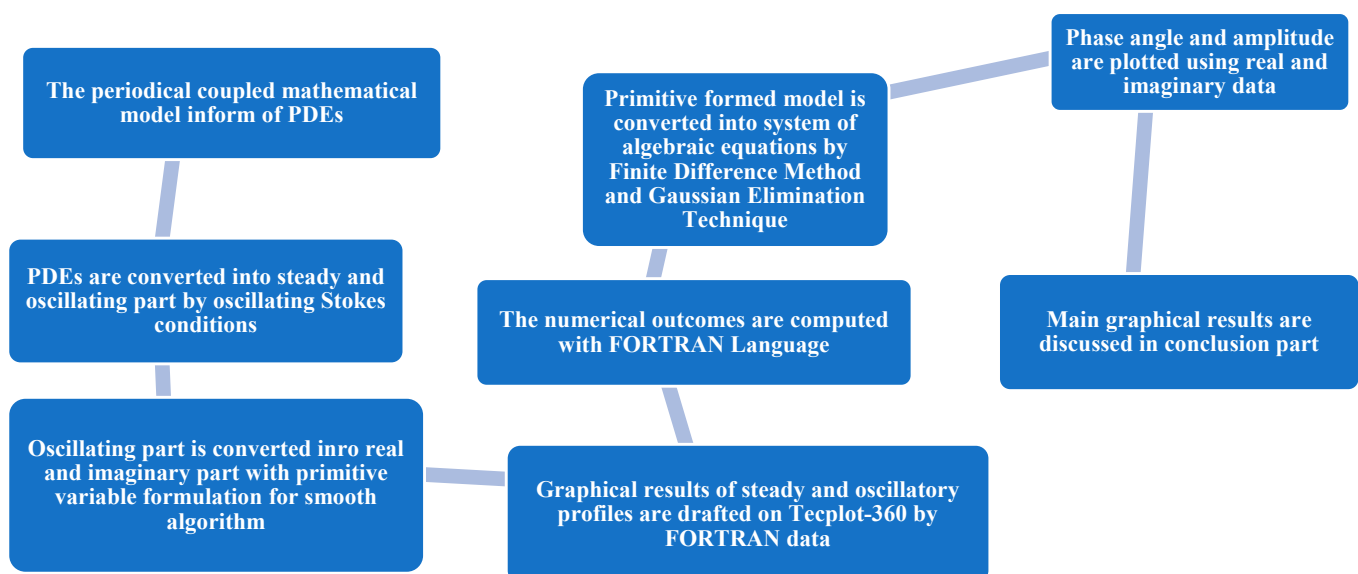 The periodical coupled mathematical
model inform of PDEs
PDEs are converted into steady and
oscillating part by oscillating Stokes
conditions
Oscillating part is converted inro real
and imaginary part with primitive
variable formulation for smooth
algorithm
Graphical results of steady and oscillatory
profiles are drafted on Tecplot-360 by
FORTRAN data
The numerical outcomes are computed
with FORTRAN Language
Primitive formed model is
converted into system of
algebraic equations by
Finite Difference Method
and Gaussian Elimination
Technique
Phase angle and amplitude
are plotted using real and
imaginary data
Main graphical results are
discussed in conclusion part